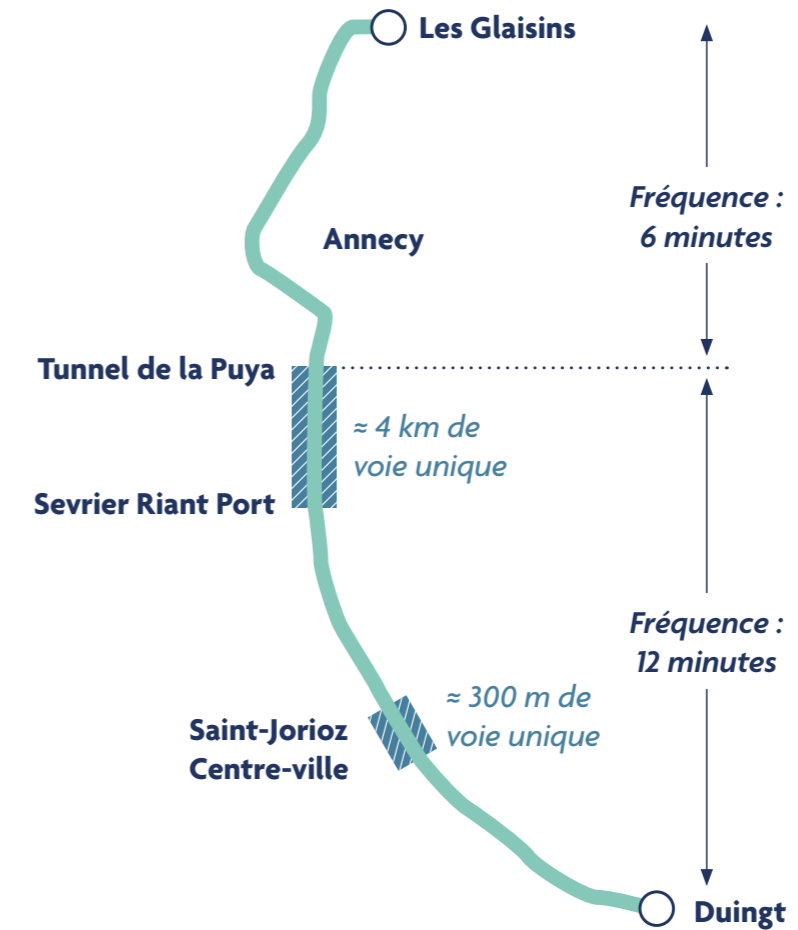 Les Glaisins
Fréquence :
6 minutes
Annecy
Tunnel de la Puya
≈ 4 km de
voie unique
Sevrier Riant Port
Fréquence :
12 minutes
≈ 300 m de
voie unique
Saint-Jorioz
Centre-ville
Duingt